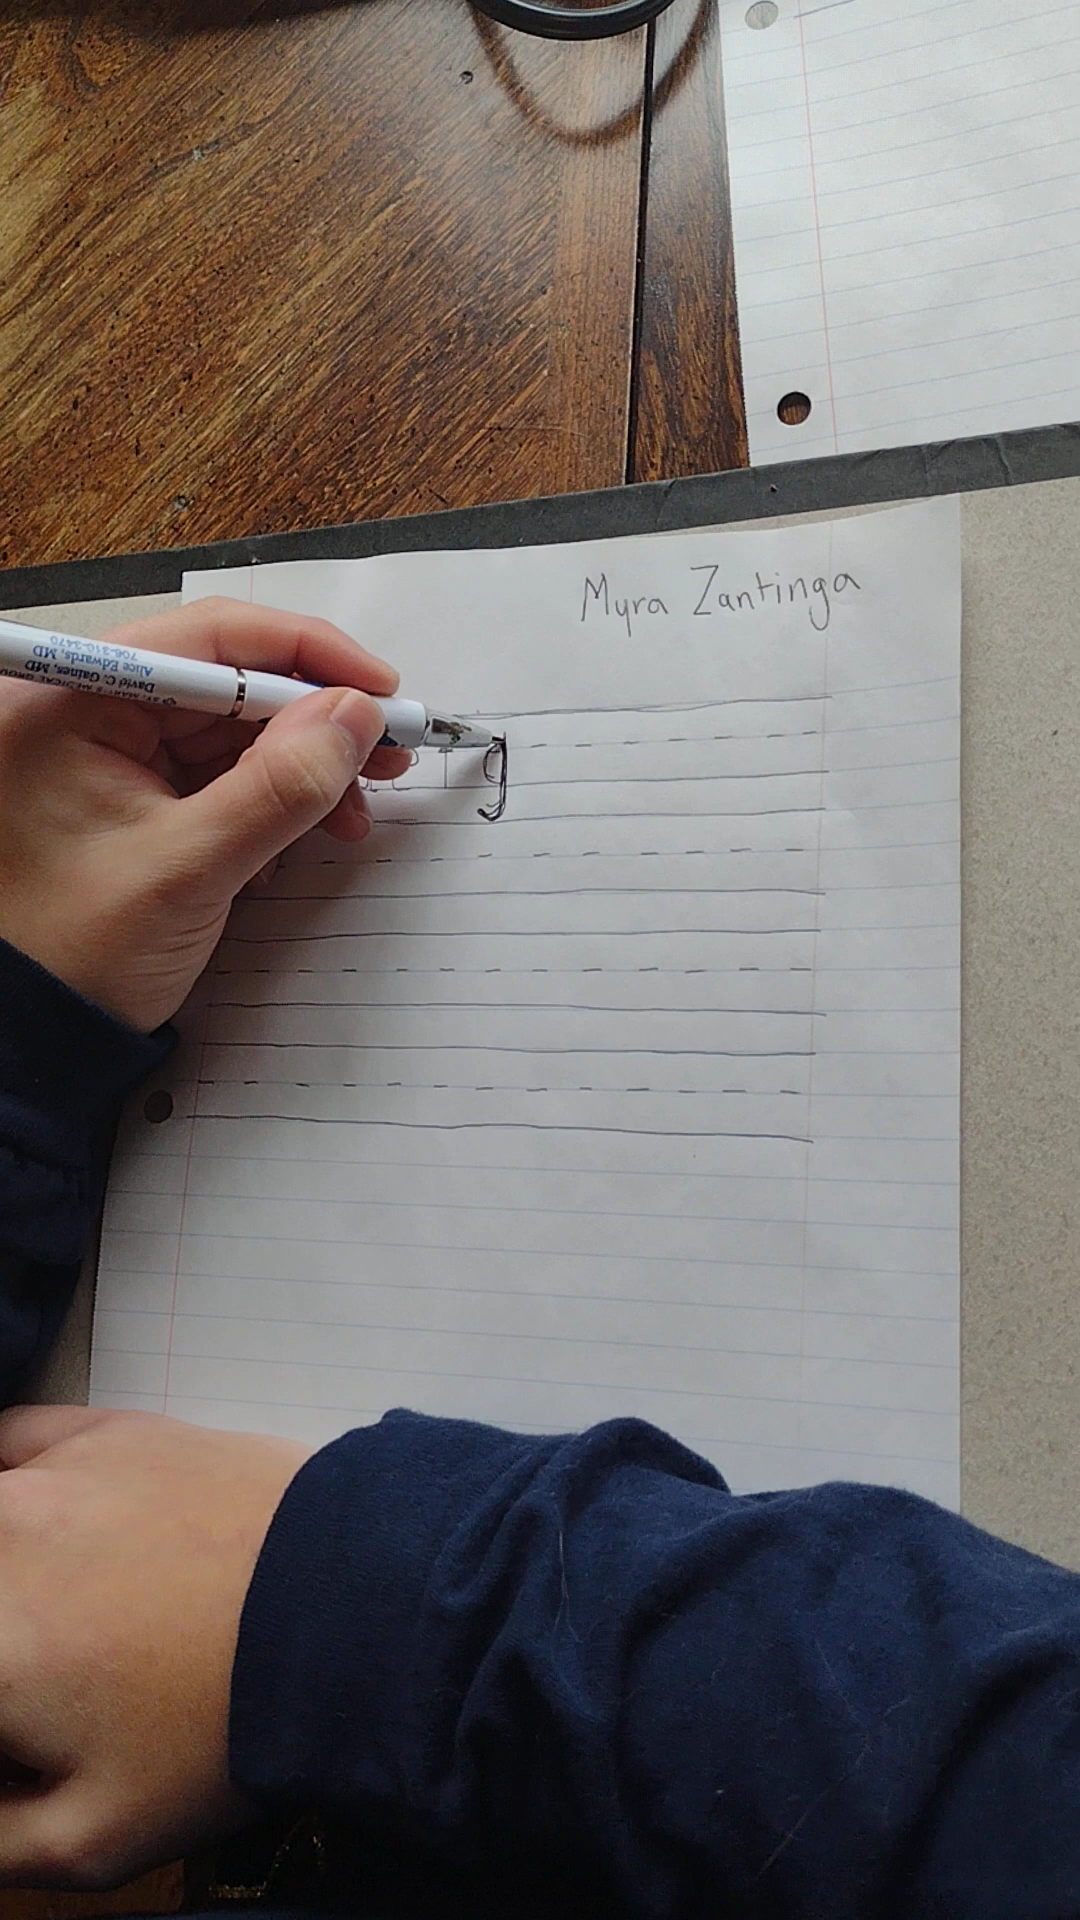 Myra Zantinga
g
David C. Gaines, MD
Alice Edwards, MD
706-310-3470